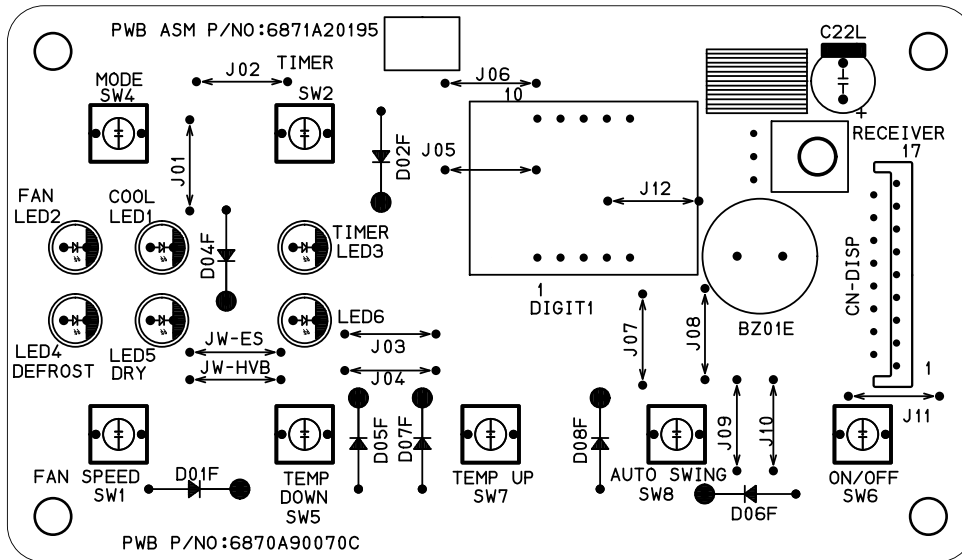 PWB ASM P/NO:6871A20195
C22L
TIMER
SW2
MODE
SW4
J02
J06
10
+
RECEIVER
17
J01
D02F
J05
J12
FAN
LED2
COOL
LED1
TIMER
LED3
D04F
CN-DISP
1
DIGIT1
BZ01E
LED6
J07
J08
LED4
DEFROST
LED5
DRY
JW-ES
JW-HVB
J03
J04
1
J11
D05F
D07F
D08F
J09
J10
FAN SPEED
SW1
D01F
TEMP
DOWN
SW5
TEMP UP
SW7
AUTO SWING
SW8
D06F
ON/OFF
SW6
PWB P/NO:6870A90070C